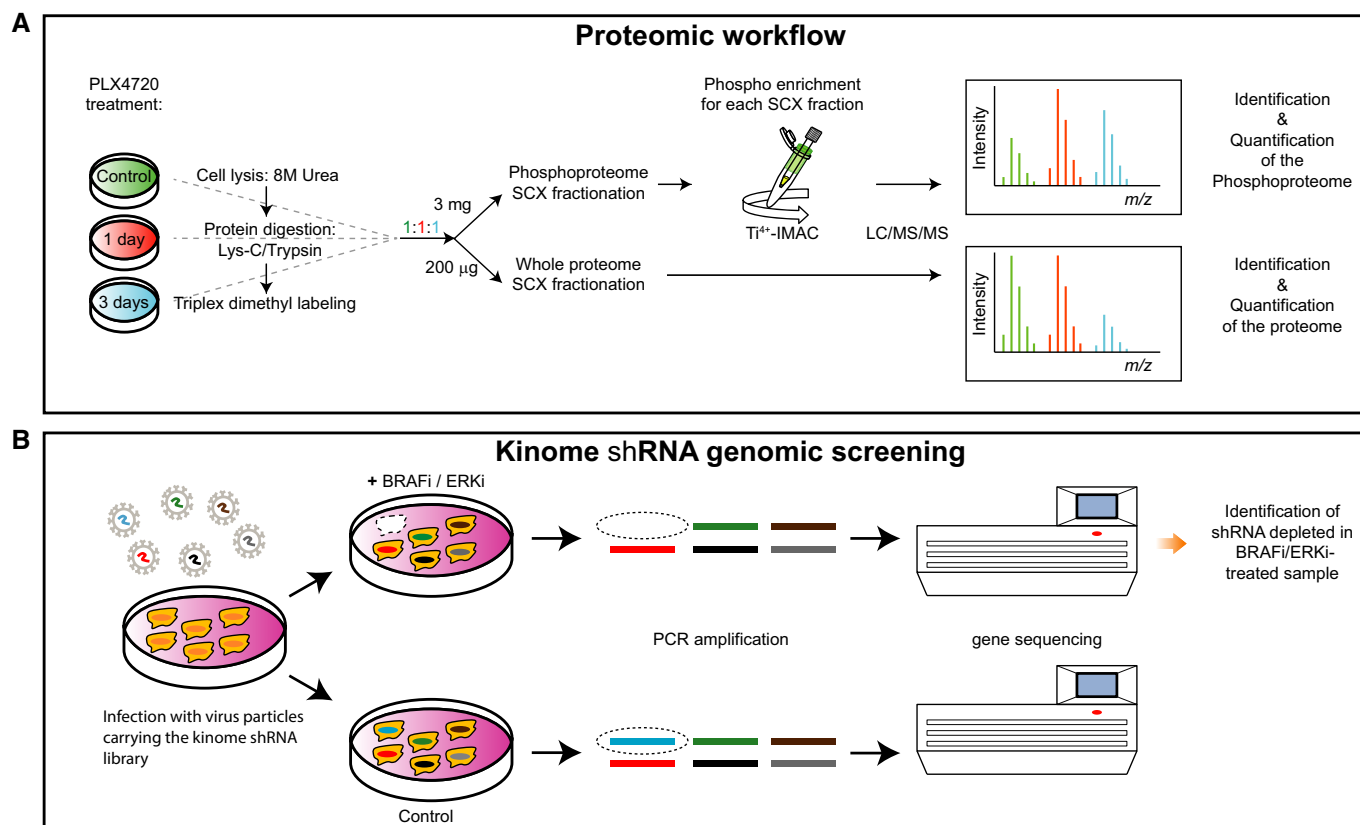 A
Proteomic workflow
PLX4720
treatment:
Control
1 day
3 days
Cell lysis: 8M Urea
Protein digestion:
Lys-C/Trypsin
Triplex dimethyl labeling
1:1:1
3 mg
200 µg
Phosphoproteome
SCX fractionation
Whole proteome
SCX fractionation
Phospho enrichment
for each SCX fraction
Ti⁴⁺-IMAC
LC/MS/MS
Intensity
m/z
Identification
&
Quantification
of the
Phosphoproteome
Intensity
m/z
Identification
&
Quantification
of the proteome
B
Kinome shRNA genomic screening
+ BRAFi / ERKi
Infection with virus particles
carrying the kinome shRNA
library
Control
PCR amplification
gene sequencing
Identification of
shRNA depleted in
BRAFi/ERKi-
treated sample